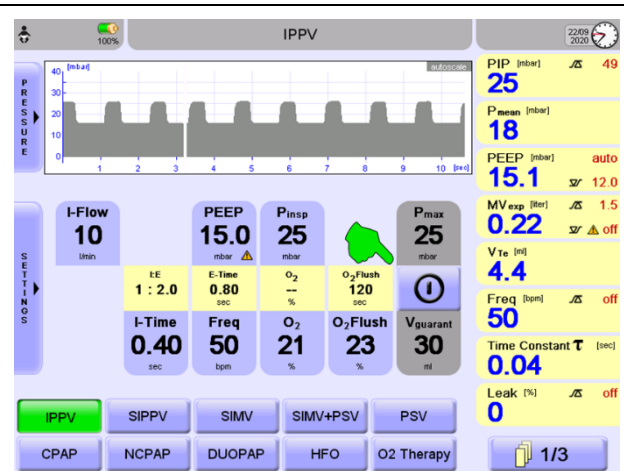 100%
IPPV
22/09
2020
PRESSURE
[mbar]
autoscale
40
30
20
10
0
1 2 3 4 5 6 7 8 9 10 [sec]
PIP [mbar] 49
25
Pmean [mbar]
18
PEEP [mbar] auto
15.1 12.0
MVexp [liter] 1.5
0.22 off
VTe [ml]
4.4
Freq [bpm] off
50
Time Constant τ [sec]
0.04
Leak [%] off
0
1/3
SETTINGS
I-Flow PEEP Pinsp Pmax
10 15.0 25 25
l/min mbar mbar mbar
I:E E-Time O2 O2Flush
1 : 2.0 0.80 -- 120
sec % sec
I-Time Freq O2 O2Flush Vguarant
0.40 50 21 23 30
sec bpm % % ml
IPPV SIPPV SIMV SIMV+PSV PSV
CPAP NCPAP DUOPAP HFO O2 Therapy